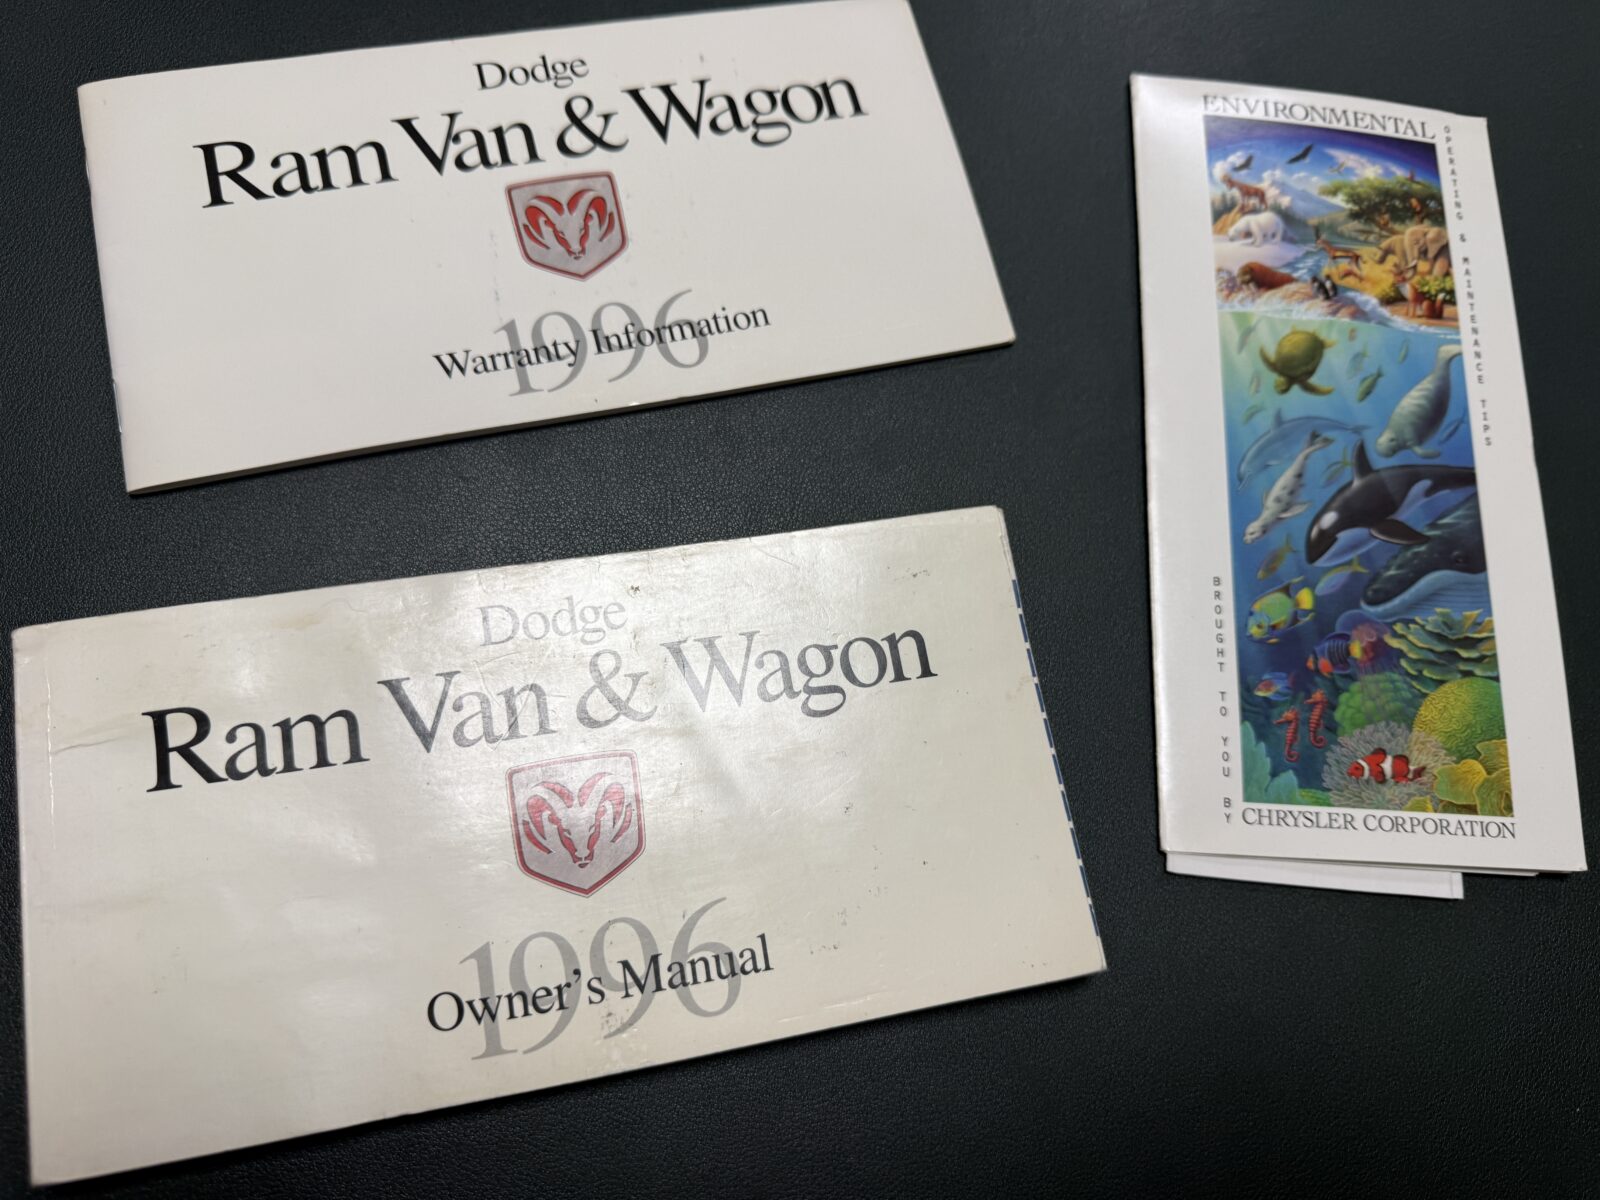 Dodge
Ram Van & Wagon
1996
Warranty Information
Dodge
Ram Van & Wagon
1996
Owner's Manual
ENVIRONMENTAL
OPERATING & MAINTENANCE TIPS
BROUGHT TO YOU BY
CHRYSLER CORPORATION